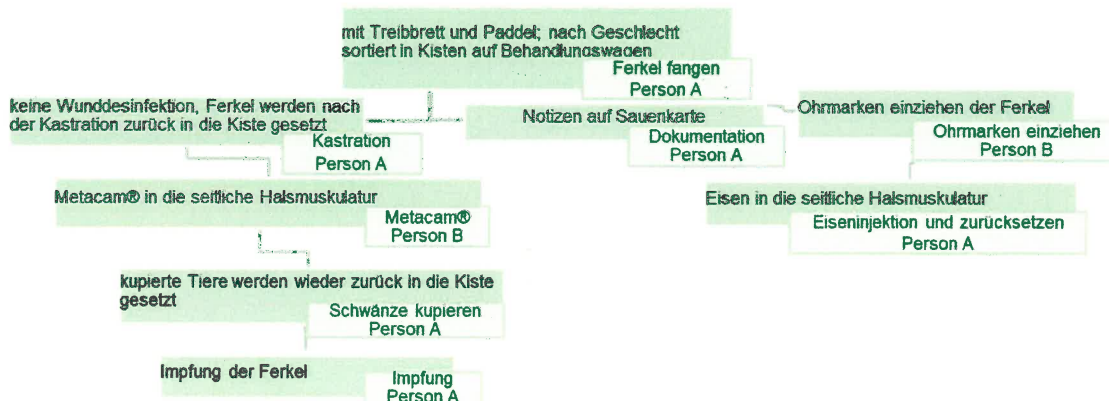 mit Treibbrett und Paddel; nach Geschlecht
sortiert in Kisten auf Behandlungswagen
Ferkel fangen
Person A
keine Wunddesinfektion, Ferkel werden nach
der Kastration zurück in die Kiste gesetzt
Kastration
Person A
Notizen auf Sauenkarte
Dokumentation
Person A
Ohrmarken einziehen der Ferkel
Ohrmarken einziehen
Person B
Metacam® in die seitliche Halsmuskulatur
Metacam®
Person B
Eisen in die seitliche Halsmuskulatur
Eiseninjektion und zurücksetzen
Person A
kupierte Tiere werden wieder zurück in die Kiste
gesetzt
Schwänze kupieren
Person A
Impfung der Ferkel
Impfung
Person A